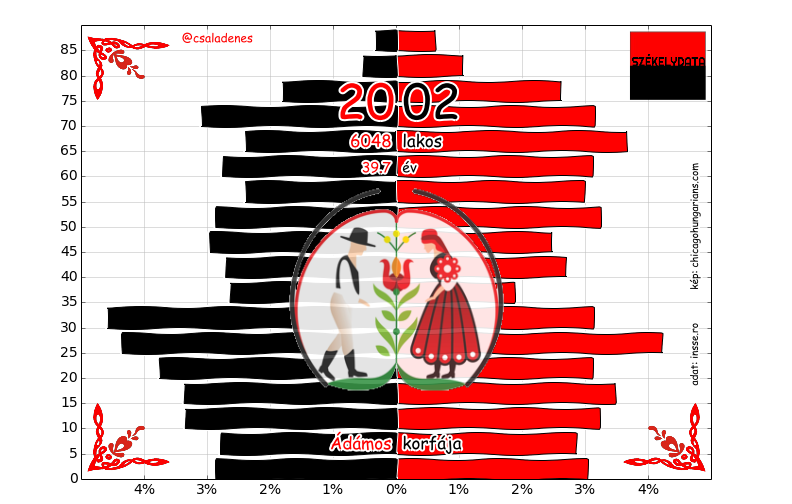 @csaladenes
SZÉKELYDATA
2002
6048 lakos
39.7 év
kép: chicagohungarians.com
adat: insse.ro
Ádámos korfája
85
80
75
70
65
60
55
50
45
40
35
30
25
20
15
10
5
0
4% 3% 2% 1% 0% 1% 2% 3% 4%